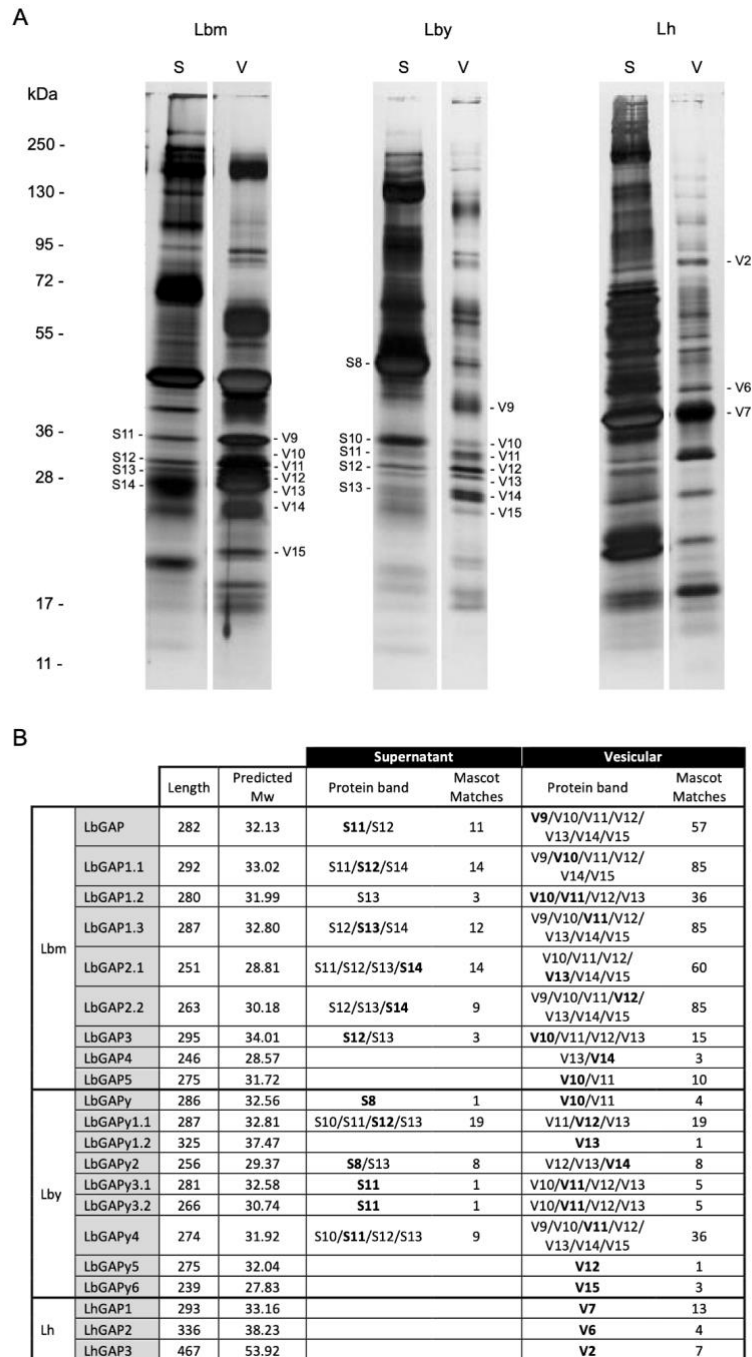 A
Lbm Lby Lh
S V S V S V
kDa
250 -
130 -
95 -
72 -
55 -
36 -
28 -
17 -
11 -
S11 -
S12 -
S13 -
S14 -
- V9
- V10
- V11
- V12
- V13
- V14
- V15
S8 -
S10 -
S11 -
S12 -
S13 -
- V9
- V10
- V11
- V12
- V13
- V14
- V15
- V2
- V6
- V7
B
Supernatant Vesicular
Length Predicted Mw Protein band Mascot Matches Protein band Mascot Matches
Lbm
LbGAP 282 32.13 S11/S12 11 V9/V10/V11/V12/
V13/V14/V15 57
LbGAP1.1 292 33.02 S11/S12/S14 14 V9/V10/V11/V12/
V14/V15 85
LbGAP1.2 280 31.99 S13 3 V10/V11/V12/V13 36
LbGAP1.3 287 32.80 S12/S13/S14 12 V9/V10/V11/V12/
V13/V14/V15 85
LbGAP2.1 251 28.81 S11/S12/S13/S14 14 V10/V11/V12/
V13/V14/V15 60
LbGAP2.2 263 30.18 S12/S13/S14 9 V9/V10/V11/V12/
V13/V14/V15 85
LbGAP3 295 34.01 S12/S13 3 V10/V11/V12/V13 15
LbGAP4 246 28.57 V13/V14 3
LbGAP5 275 31.72 V10/V11 10
Lby
LbGAPy 286 32.56 S8 1 V10/V11 4
LbGAPy1.1 287 32.81 S10/S11/S12/S13 19 V11/V12/V13 19
LbGAPy1.2 325 37.47 V13 1
LbGAPy2 256 29.37 S8/S13 8 V12/V13/V14 8
LbGAPy3.1 281 32.58 S11 1 V10/V11/V12/V13 5
LbGAPy3.2 266 30.74 S11 1 V10/V11/V12/V13 5
LbGAPy4 274 31.92 S10/S11/S12/S13 9 V9/V10/V11/V12/
V13/V14/V15 36
LbGAPy5 275 32.04 V12 1
LbGAPy6 239 27.83 V15 3
Lh
LhGAP1 293 33.16 V7 13
LhGAP2 336 38.23 V6 4
LhGAP3 467 53.92 V2 7